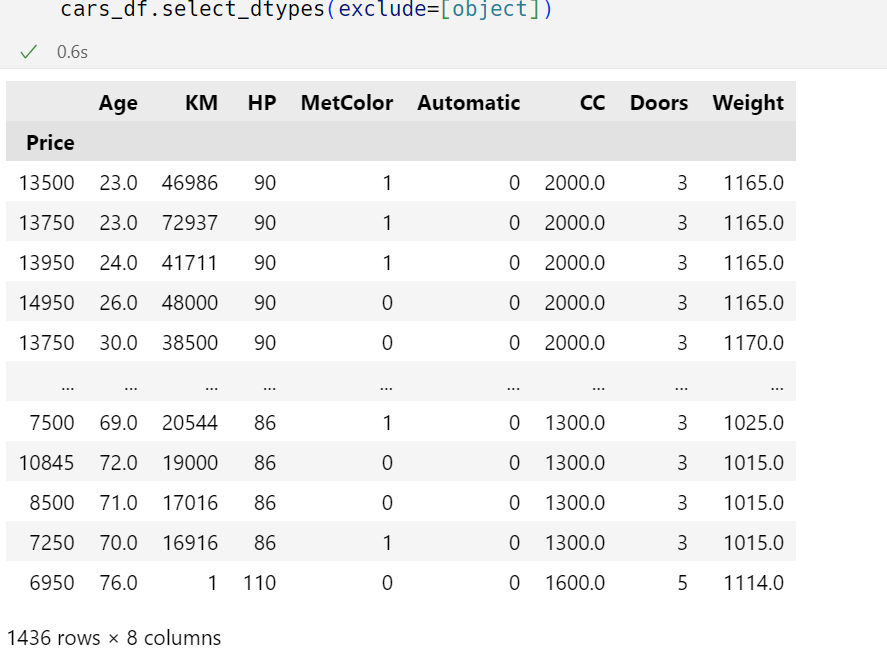 cars_df.select_dtypes(exclude=[object])
✓ 0.6s
Age KM HP MetColor Automatic CC Doors Weight
Price
13500 23.0 46986 90 1 0 2000.0 3 1165.0
13750 23.0 72937 90 1 0 2000.0 3 1165.0
13950 24.0 41711 90 1 0 2000.0 3 1165.0
14950 26.0 48000 90 0 0 2000.0 3 1165.0
13750 30.0 38500 90 0 0 2000.0 3 1170.0
... ... ... ... ... ... ... ... ...
7500 69.0 20544 86 1 0 1300.0 3 1025.0
10845 72.0 19000 86 0 0 1300.0 3 1015.0
8500 71.0 17016 86 0 0 1300.0 3 1015.0
7250 70.0 16916 86 1 0 1300.0 3 1015.0
6950 76.0 1 110 0 0 1600.0 5 1114.0
1436 rows × 8 columns